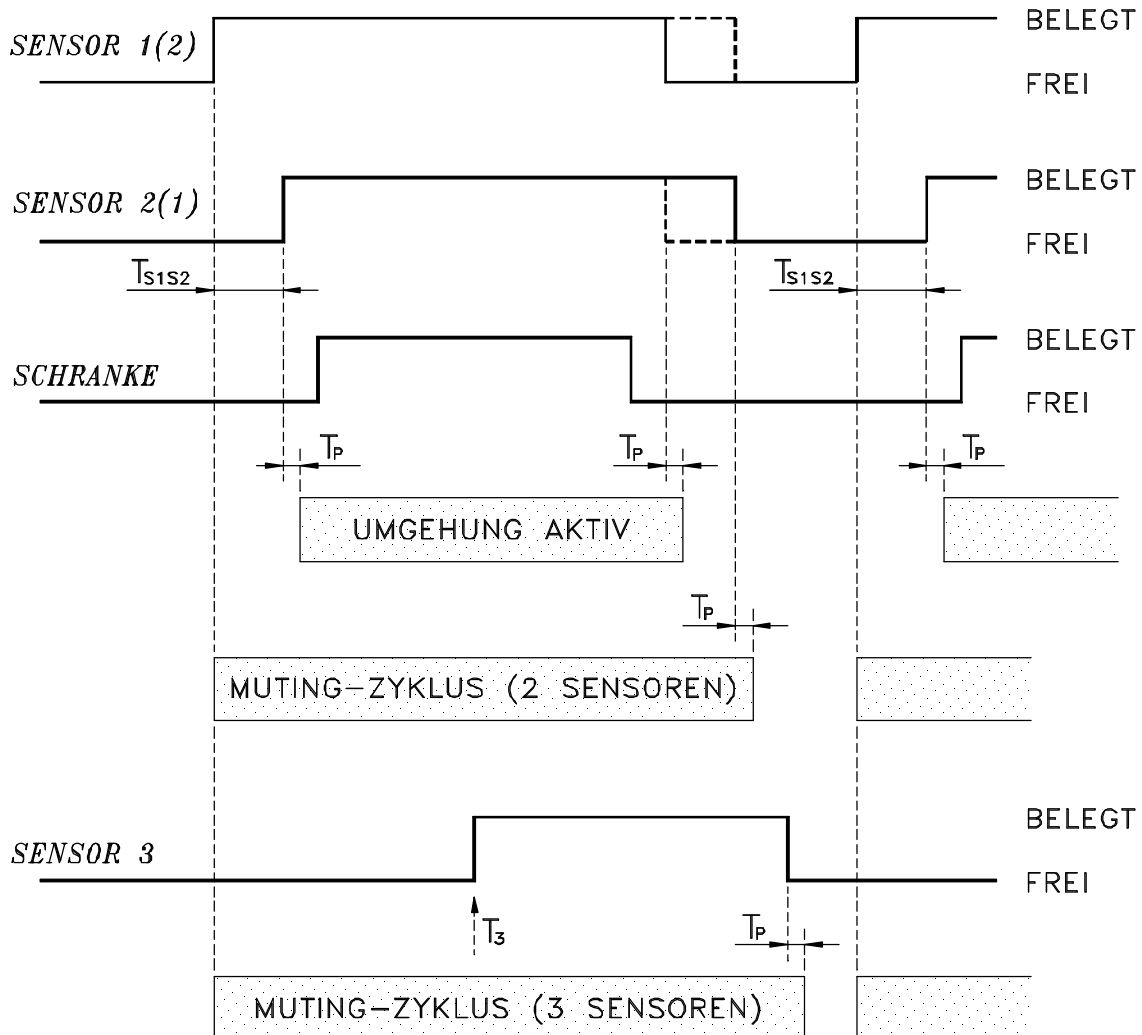 BELEGT
SENSOR 1(2)
FREI
BELEGT
SENSOR 2(1)
FREI
TS1S2
TS1S2
BELEGT
SCHRANKE
FREI
TP
TP
TP
UMGEHUNG AKTIV
TP
MUTING-ZYKLUS (2 SENSOREN)
BELEGT
SENSOR 3
FREI
T3
TP
MUTING-ZYKLUS (3 SENSOREN)